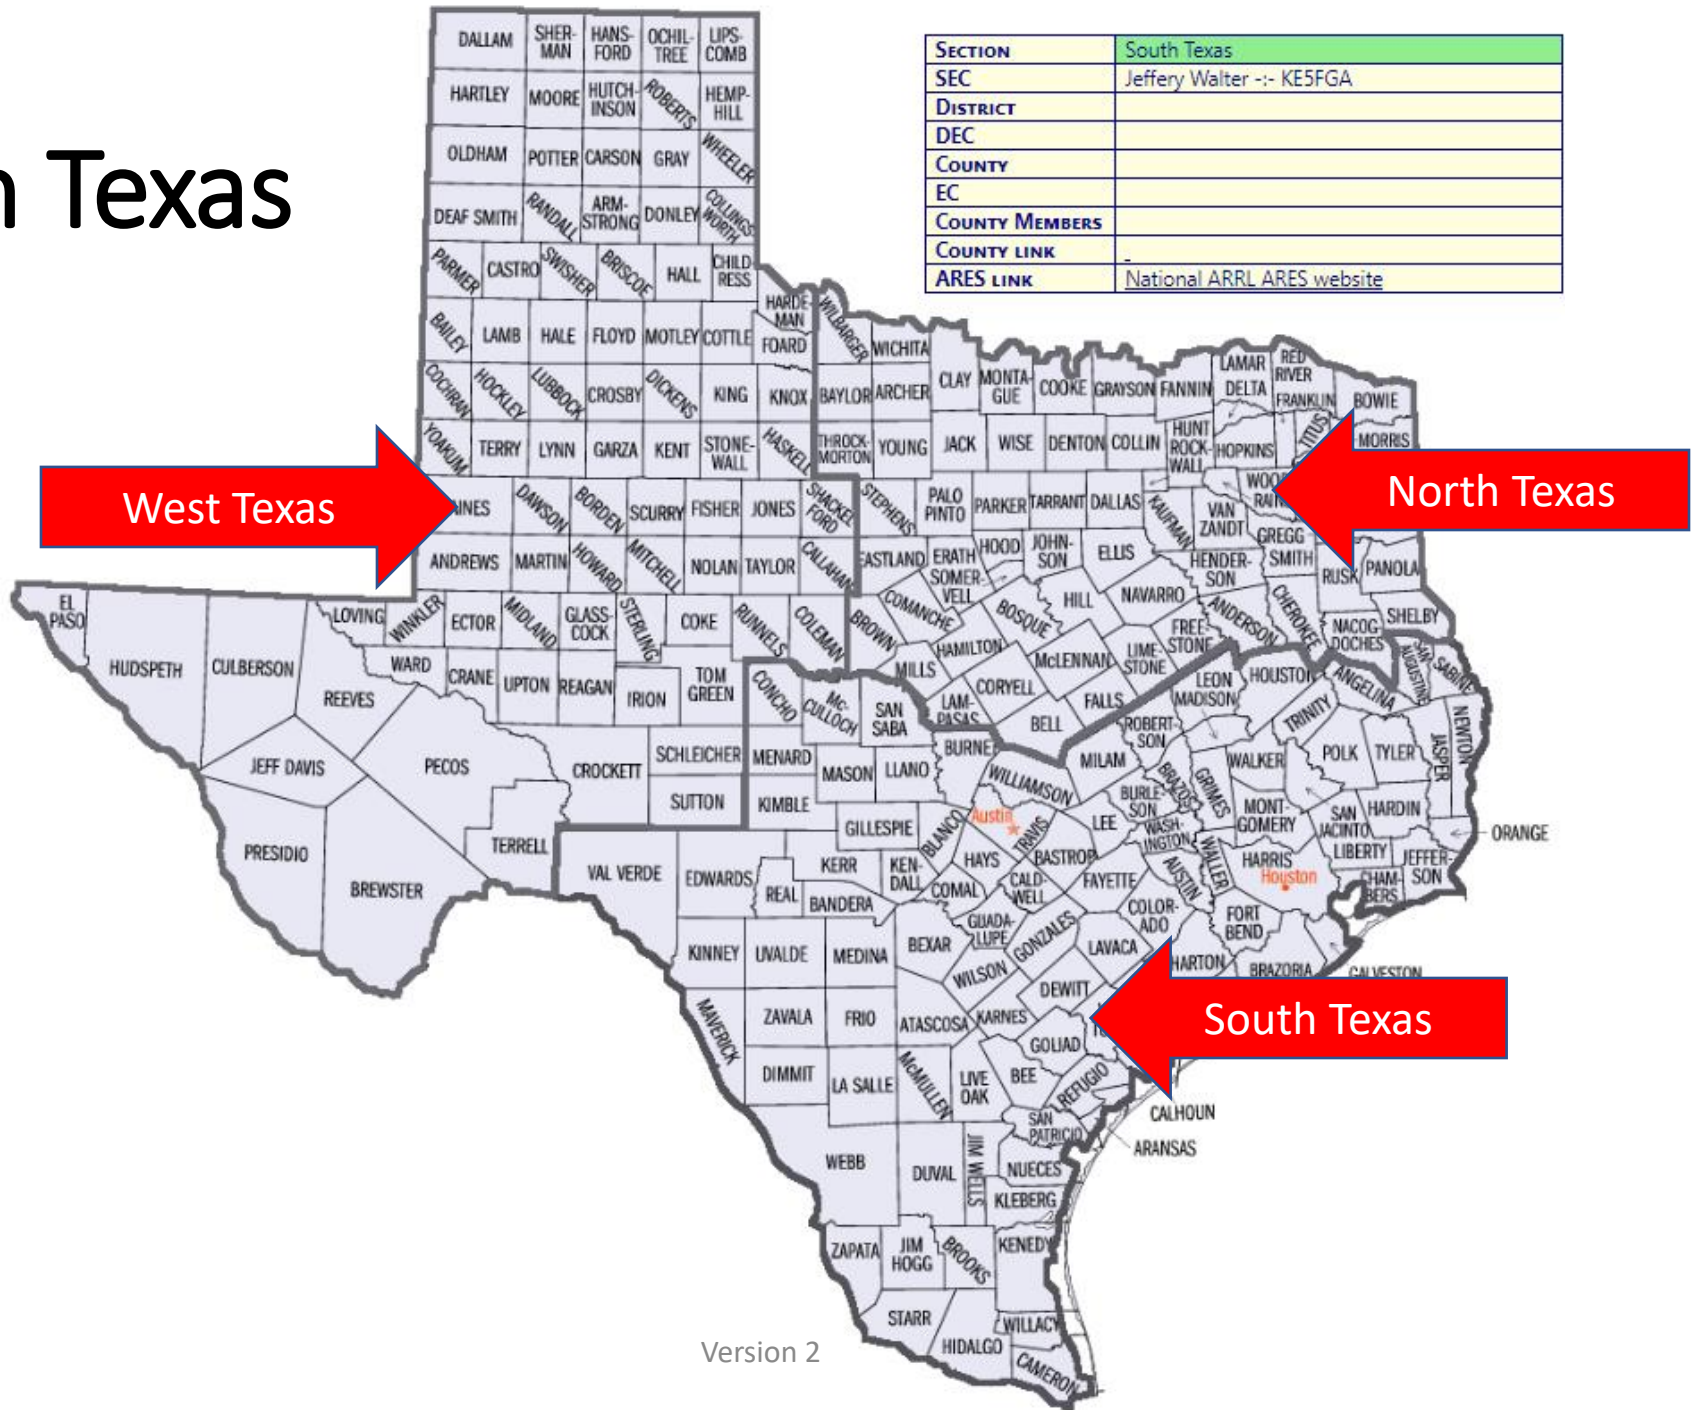 Texas
SECTION South Texas
SEC Jeffery Walter -:- KE5FGA
DISTRICT
DEC
COUNTY
EC
COUNTY MEMBERS
COUNTY LINK
ARES LINK National ARRL ARES website
West Texas
North Texas
South Texas
DALLAM
SHER-
MAN
HANS-
FORD
OCHIL-
TREE
LIPS-
COMB
HARTLEY
MOORE
HUTCH-
INSON
ROBERTS
HEMP-
HILL
OLDHAM
POTTER
CARSON
GRAY
WHEELER
DEAF SMITH
RANDALL
ARM-
STRONG
DONLEY
COLLINGS
WORTH
PARMER
CASTRO
SWISHER
BRISCOE
HALL
CHILD
RESS
HARDE-
MAN
BAILEY
LAMB
HALE
FLOYD
MOTLEY
COTTLE
FOARD
WILBARGER
WICHITA
COCHRAN
HOCKLEY
LUBBOCK
CROSBY
DICKENS
KING
KNOX
BAYLOR
ARCHER
CLAY
MONTA-
GUE
COOKE
GRAYSON
FANNIN
LAMAR
DELTA
RED
RIVER
FRANKLIN
BOWIE
YOAKUM
TERRY
LYNN
GARZA
KENT
STONE-
WALL
HASKELL
THROCK-
MORTON
YOUNG
JACK
WISE
DENTON
COLLIN
HUNT
ROCK-
WALL
HOPKINS
TITUS
MORRIS
INES
DAWSON
BORDEN
SCURRY
FISHER
JONES
SHACKEL
FORD
STEPHENS
PALO
PINTO
PARKER
TARRANT
DALLAS
KAUFMAN
VAN
ZANDT
WOO
RAIN
GREGG
SMITH
ANDREWS
MARTIN
HOWARD
MITCHELL
NOLAN
TAYLOR
CALLAHAN
EASTLAND
ERATH
HOOD
JOHN-
SON
ELLIS
SOMER-
VELL
HENDER-
SON
RUSK
PANOLA
EL
PASO
HUDSPETH
CULBERSON
LOVING
WINKLER
ECTOR
MIDLAND
GLASS-
COCK
STERLING
COKE
RUNNELS
COLEMAN
BROWN
COMANCHE
BOSQUE
HILL
NAVARRO
ANDERSON
CHEROKEE
NACOG
DOCHES
SHELBY
REEVES
WARD
CRANE
UPTON
REAGAN
IRION
TOM
GREEN
CONCHO
Mc-
CULLOCH
SAN
SABA
MILLS
HAMILTON
McLENNAN
LIME-
STONE
FREE-
STONE
CORYELL
FALLS
LAM-
PASAS
BELL
LEON
MADISON
HOUSTON
ANGELINA
SAN-
AUGUSTINE
SABINE
TRINITY
NEWTON
JASPER
JEFF DAVIS
PECOS
CROCKETT
SCHLEICHER
MENARD
MASON
LLANO
BURNE
WILLIAMSON
MILAM
ROBERT-
SON
BRAZOS
GRIMES
WALKER
POLK
TYLER
SUTTON
KIMBLE
GILLESPIE
BLANCO
Austin
TRAVIS
LEE
BURLE-
SON
WASH-
INGTON
MONT-
GOMERY
SAN
JACINTO
HARDIN
LIBERTY
ORANGE
PRESIDIO
BREWSTER
TERRELL
VAL VERDE
EDWARDS
REAL
KERR
BANDERA
KEN-
DALL
COMAL
HAYS
CALD-
WELL
BASTROP
FAYETTE
AUSTIN
WALLER
HARRIS
Houston
CHAM-
BERS
JEFFER-
SON
COLOR-
ADO
FORT
BEND
KINNEY
UVALDE
MEDINA
BEXAR
GUADA-
LUPE
GONZALES
LAVACA
HARTON
BRAZORIA
GALVESTON
WILSON
DEWITT
MAVERICK
ZAVALA
FRIO
ATASCOSA
KARNES
GOLIAD
DIMMIT
LA SALLE
McMULLEN
LIVE
OAK
BEE
REFUGIO
SAN
PATRICIO
CALHOUN
ARANSAS
WEBB
DUVAL
JIM WELLS
NUECES
KLEBERG
ZAPATA
JIM
HOGG
BROOKS
KENEDY
STARR
HIDALGO
WILLACY
CAMERON
Version 2